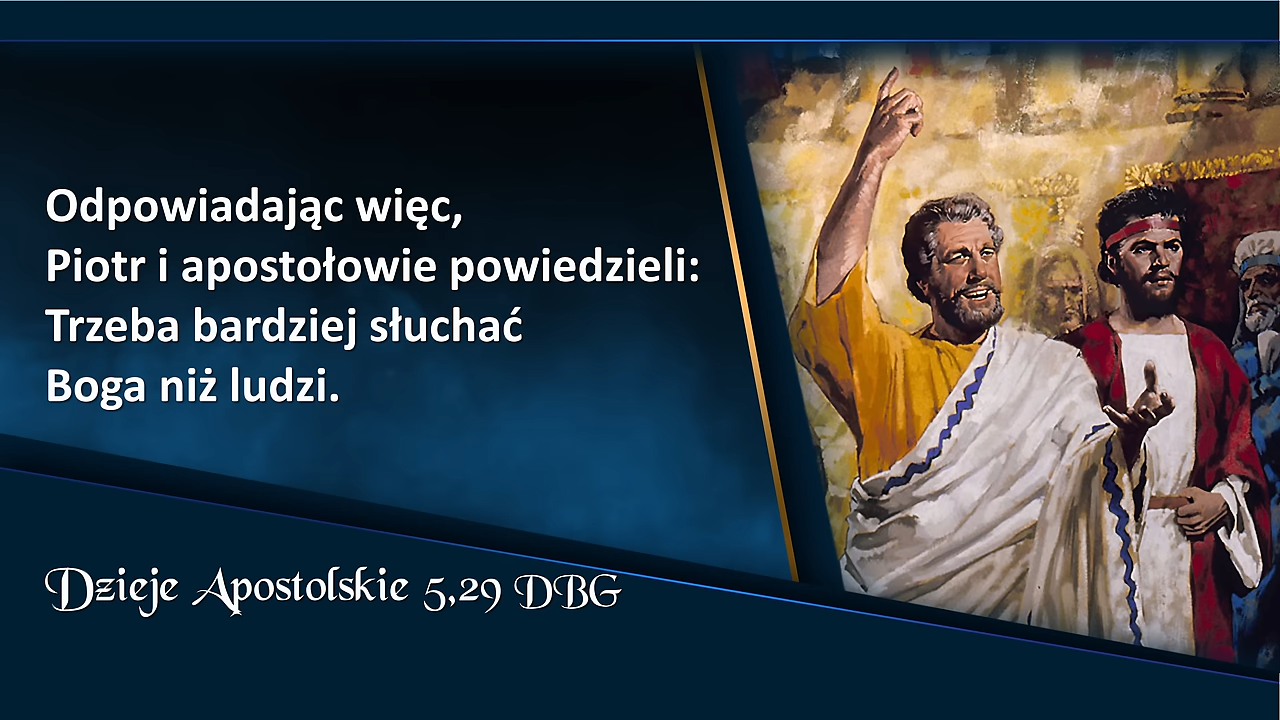 Odpowiadając więc,
Piotr i apostołowie powiedzieli:
Trzeba bardziej słuchać
Boga niż ludzi.
Dzieje Apostolskie 5,29 DBG